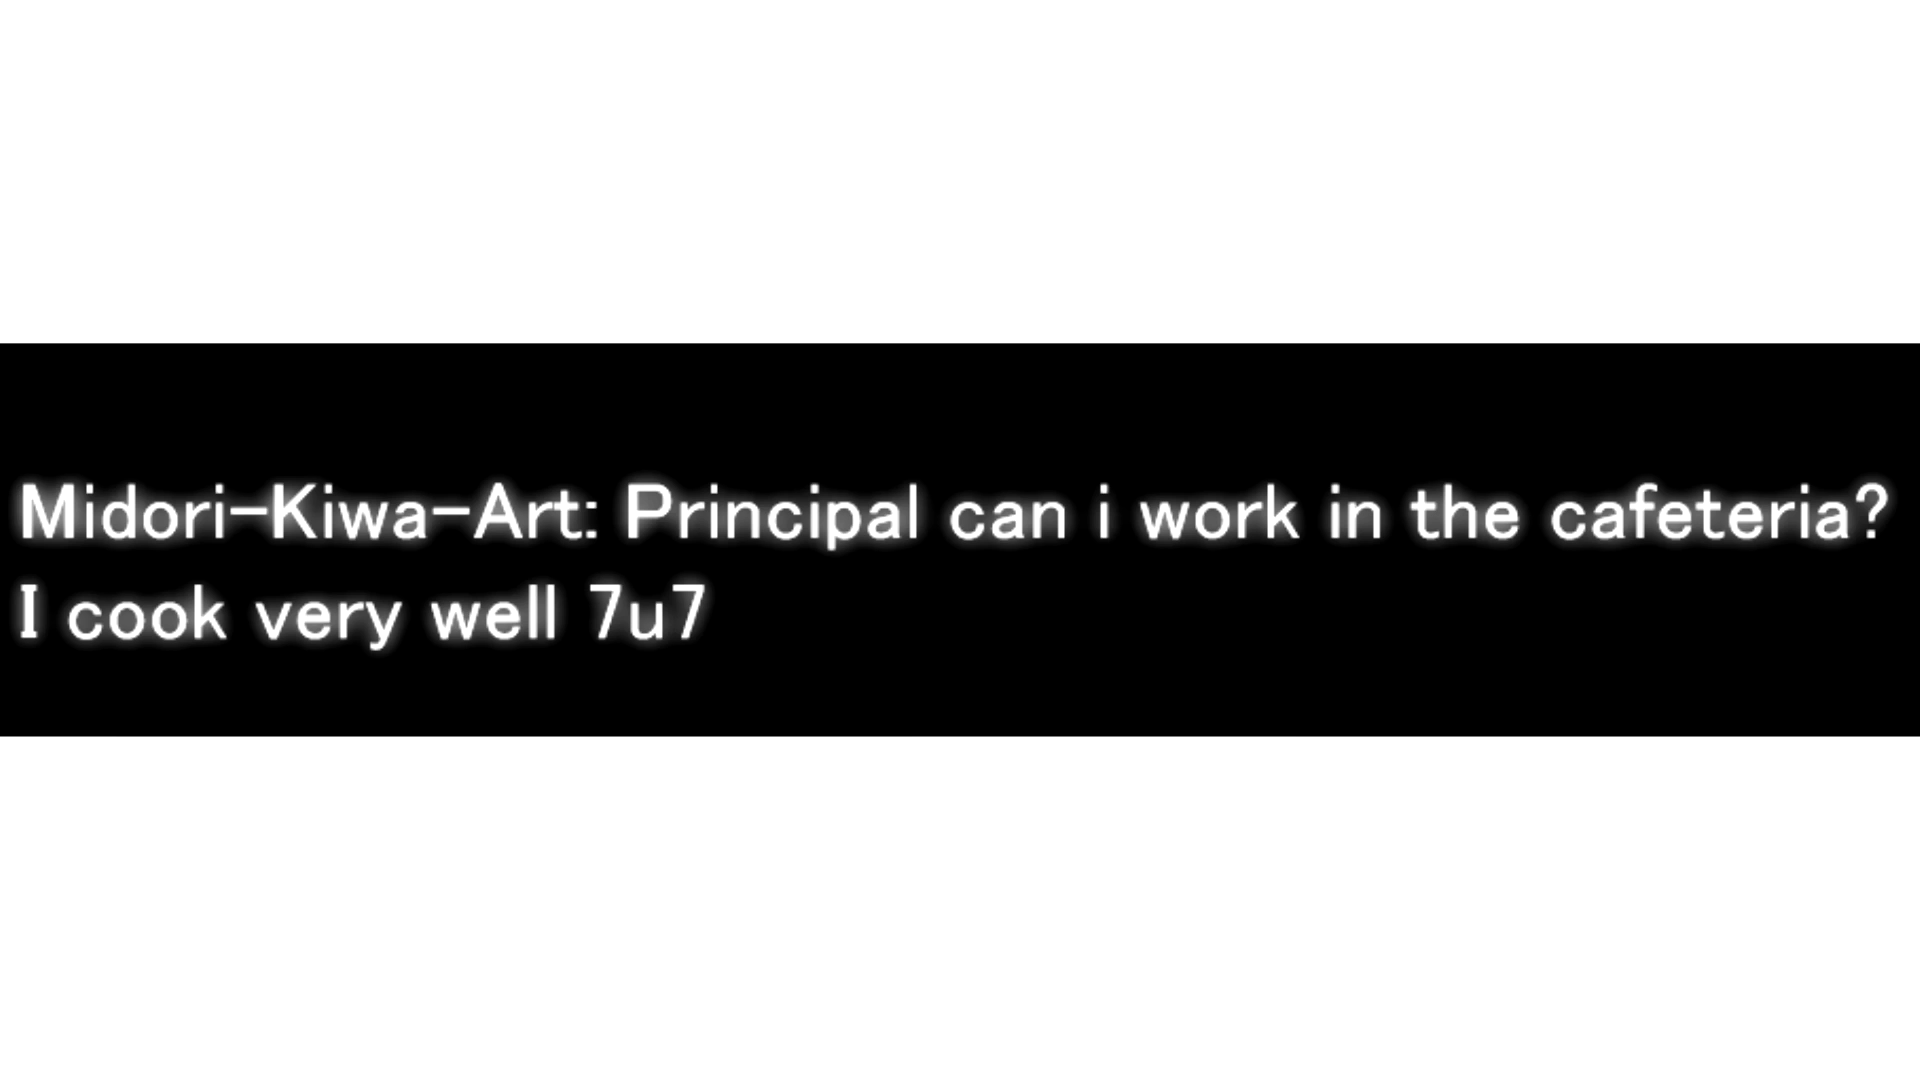 Midori-Kiwa-Art: Principal can i work in the cafeteria?
I cook very well 7u7